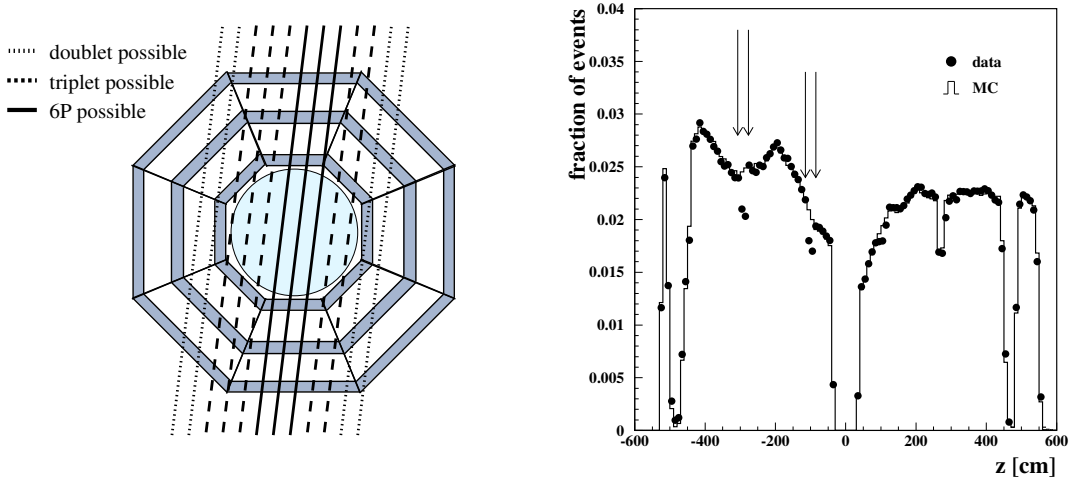 doublet possible
triplet possible
6P possible
fraction of events
0.04
0.035
0.03
0.025
0.02
0.015
0.01
0.005
0
data
MC
-600
-400
-200
0
200
400
600
z [cm]